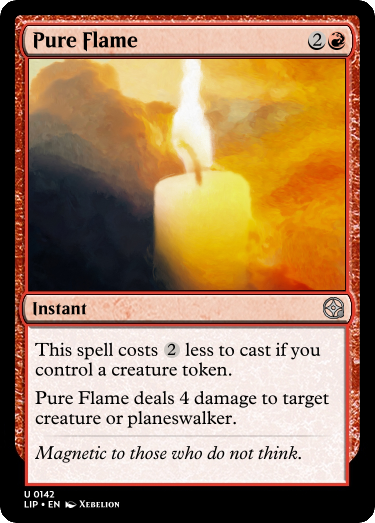 Pure Flame 2
Instant
This spell costs 2 less to cast if you
control a creature token.
Pure Flame deals 4 damage to target
creature or planeswalker.
Magnetic to those who do not think.
U 0142
LIP • EN XEBELION